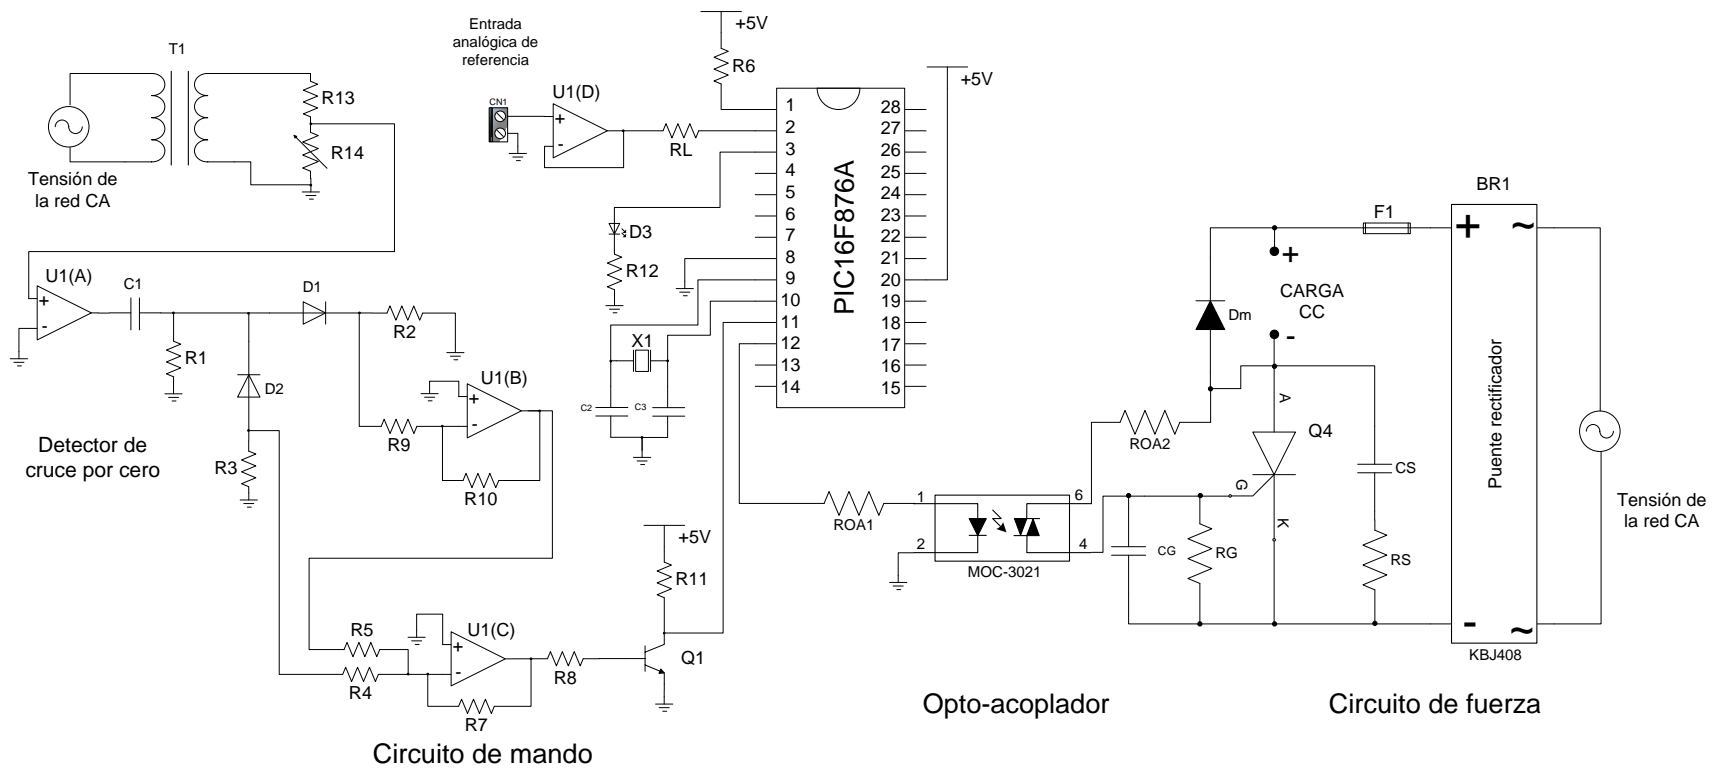 T1
R13
R14
Tensión de
la red CA
Entrada
analógica de
referencia
CN1
U1(D)
+
-
RL
+5V
R6
+5V
PIC16F876A
1
2
3
4
5
6
7
8
9
10
11
12
13
14
28
27
26
25
24
23
22
21
20
19
18
17
16
15
D3
R12
X1
C2
C3
U1(A)
+
-
C1
D1
R1
R2
D2
R3
Detector de
cruce por cero
U1(B)
+
-
R9
R10
R5
R4
U1(C)
+
-
R7
R8
+5V
R11
Q1
Circuito de mando
ROA1
1
2
6
4
MOC-3021
ROA2
Opto-acoplador
CG
RG
Dm
+
CARGA
CC
-
A
Q4
G
K
CS
RS
F1
BR1
+
~
Puente rectificador
-
~
KBJ408
Tensión de
la red CA
Circuito de fuerza